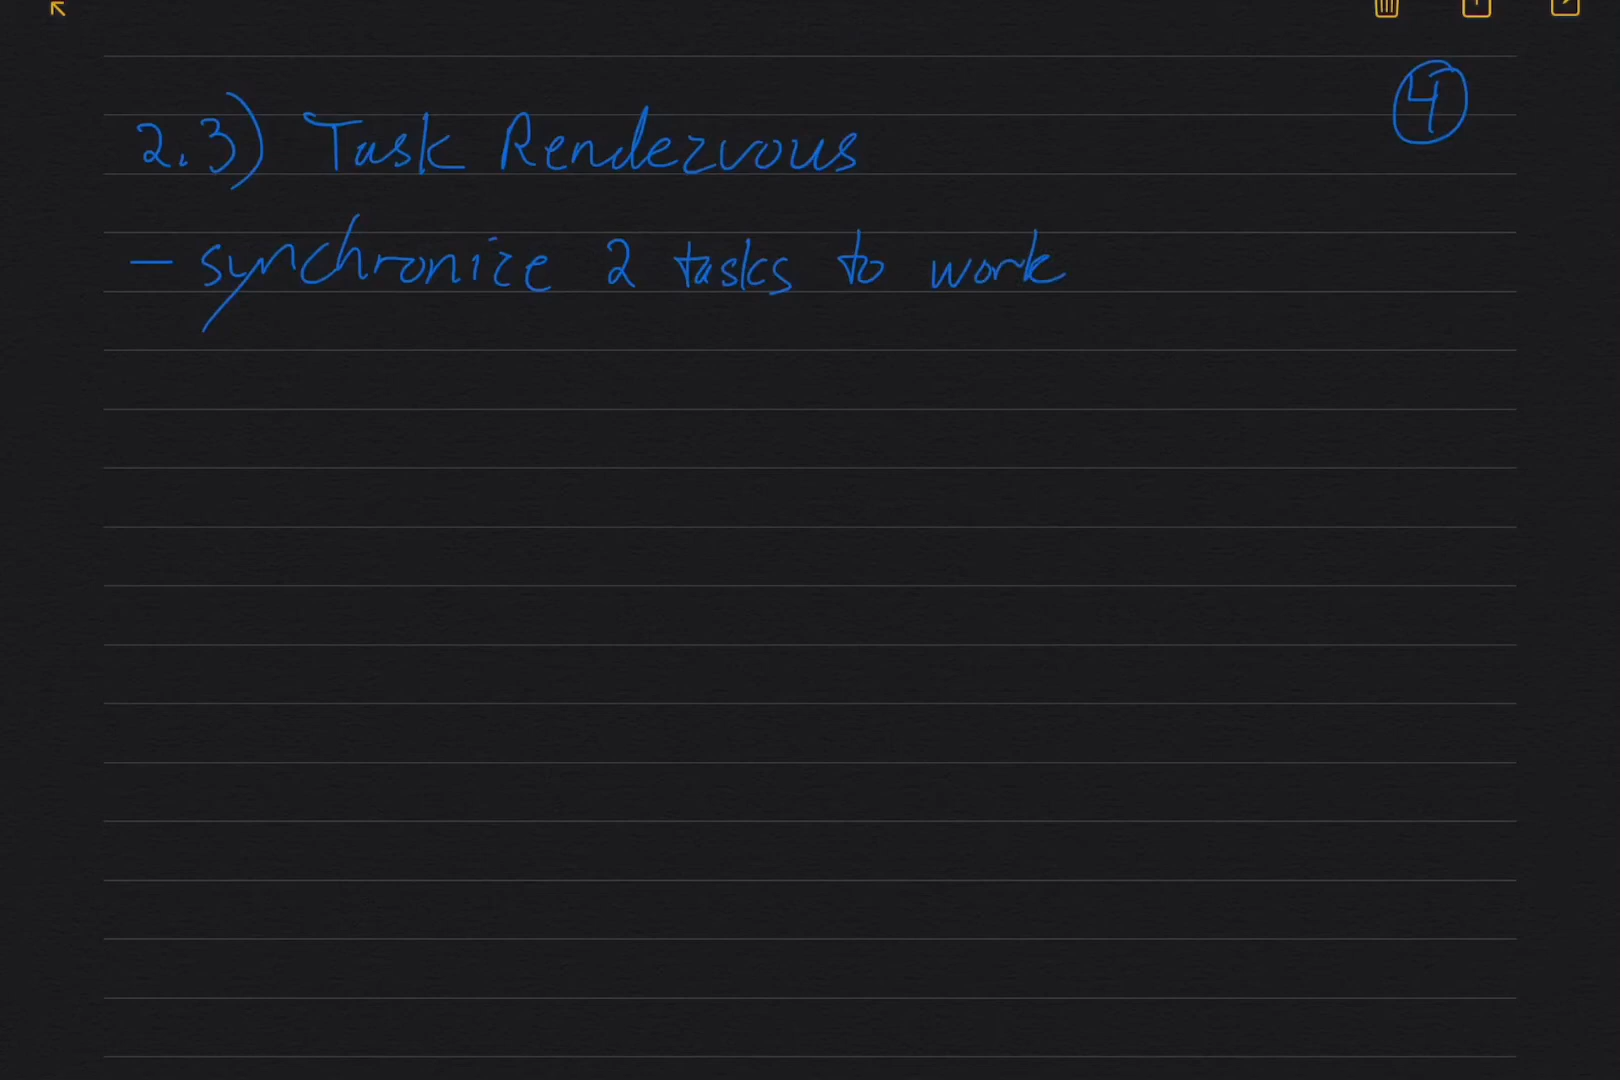 ④
2.3) Task Rendezvous
- synchronize 2 tasks to work